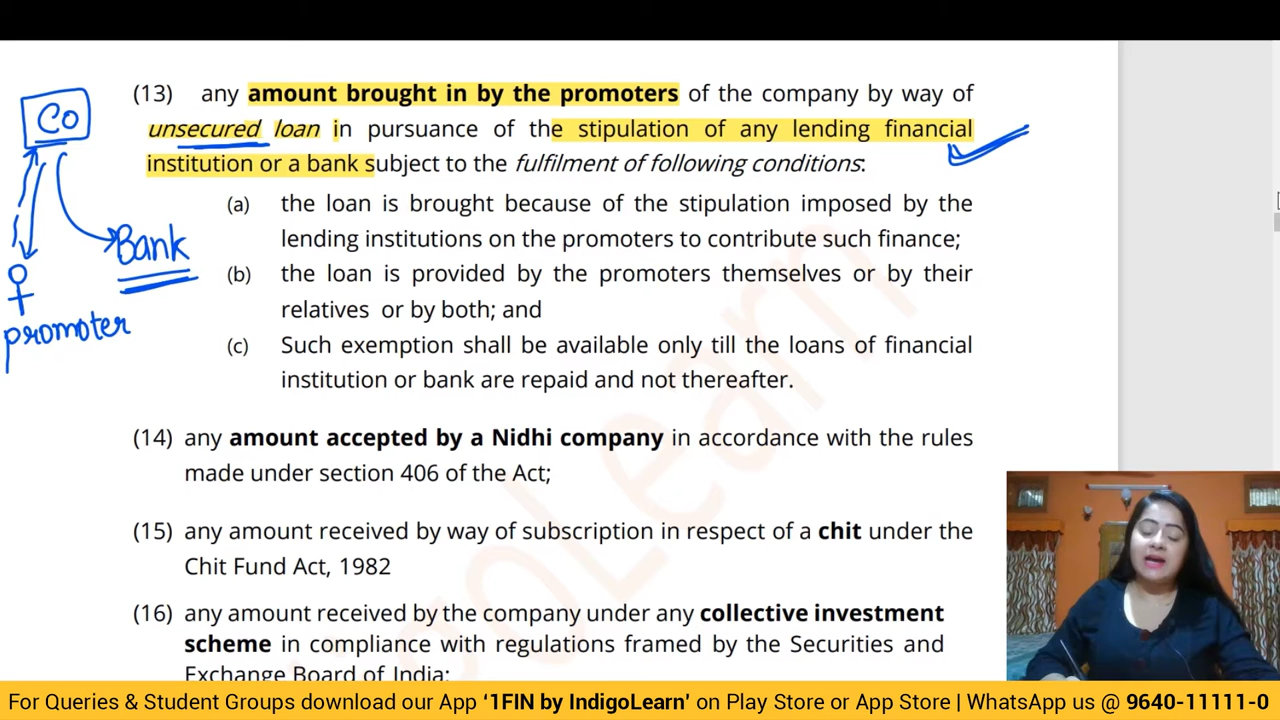 (13) any amount brought in by the promoters of the company by way of
unsecured loan in pursuance of the stipulation of any lending financial
institution or a bank subject to the fulfilment of following conditions:
(a) the loan is brought because of the stipulation imposed by the
lending institutions on the promoters to contribute such finance;
(b) the loan is provided by the promoters themselves or by their
relatives or by both; and
(c) Such exemption shall be available only till the loans of financial
institution or bank are repaid and not thereafter.
Co
Bank
promoter
(14) any amount accepted by a Nidhi company in accordance with the rules
made under section 406 of the Act;
(15) any amount received by way of subscription in respect of a chit under the
Chit Fund Act, 1982
(16) any amount received by the company under any collective investment
scheme in compliance with regulations framed by the Securities and
Exchange Board of India;
For Queries & Student Groups download our App ‘1FIN by IndigoLearn’ on Play Store or App Store | WhatsApp us @ 9640-11111-0